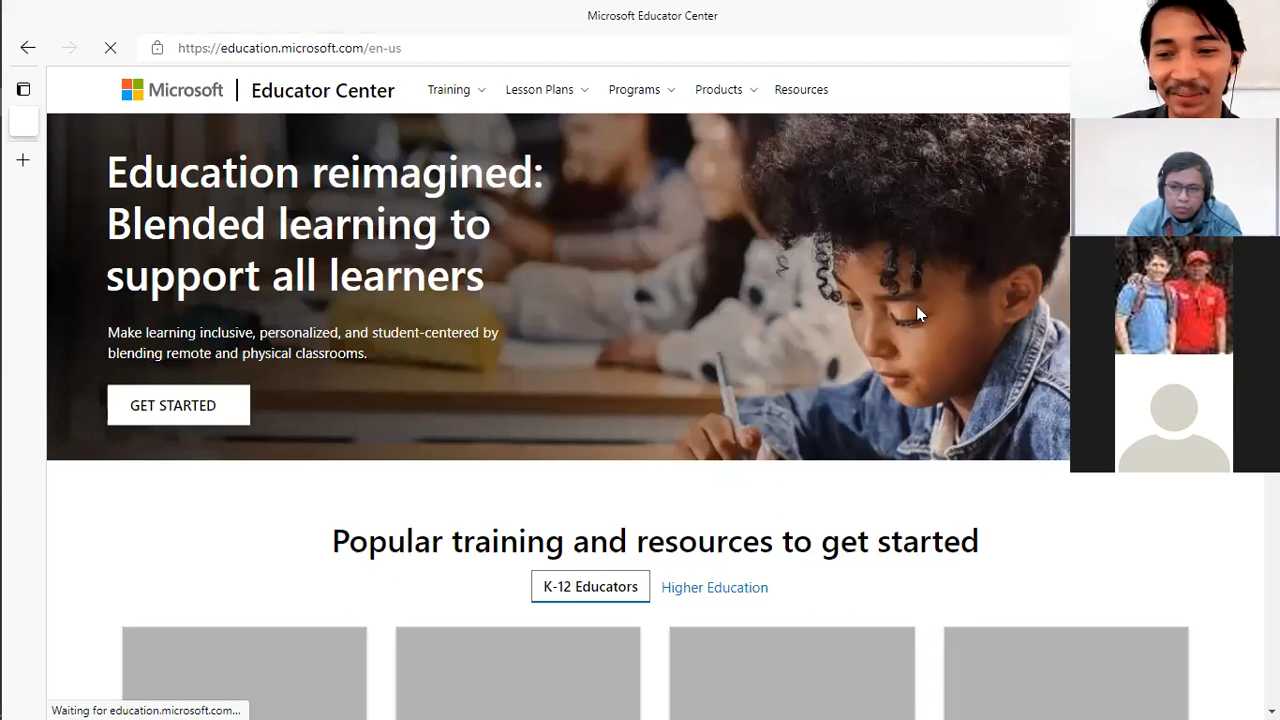 Microsoft Educator Center
https://education.microsoft.com/en-us
Microsoft | Educator Center
Training
Lesson Plans
Programs
Products
Resources
Education reimagined:
Blended learning to
support all learners
Make learning inclusive, personalized, and student-centered by
blending remote and physical classrooms.
GET STARTED
Popular training and resources to get started
K-12 Educators
Higher Education
Waiting for education.microsoft.com...